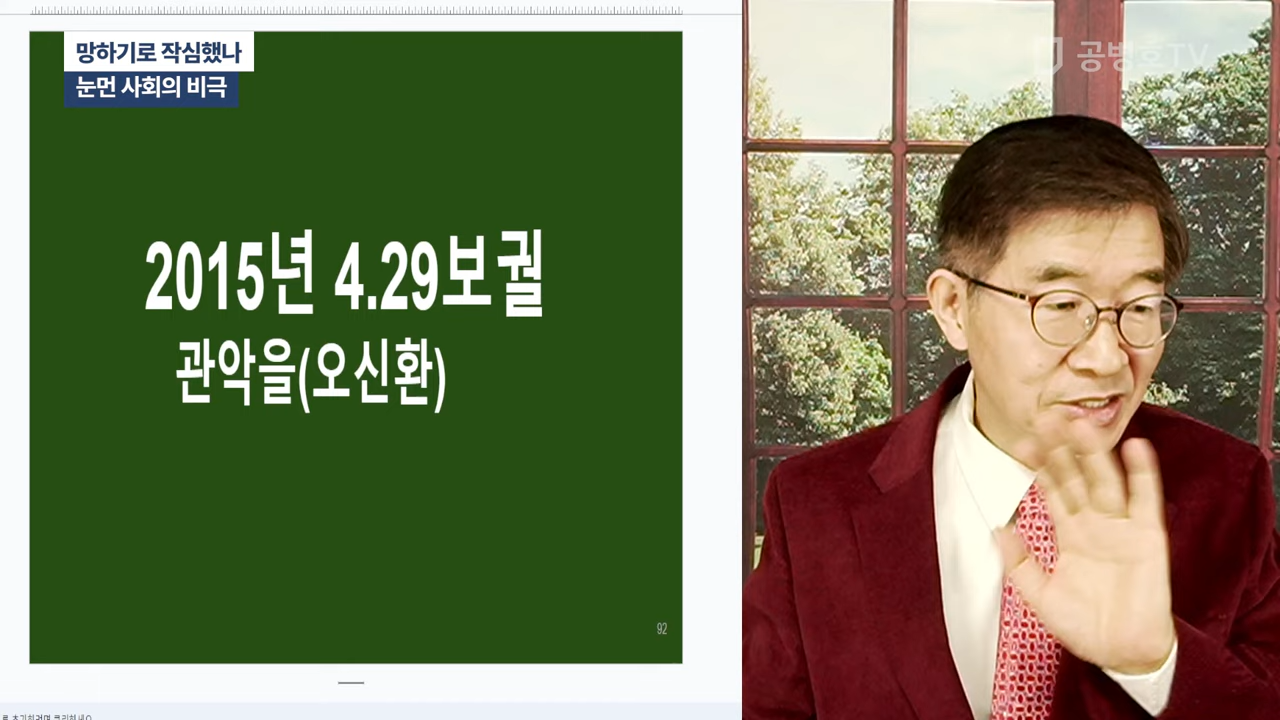 망하기로 작심했나
눈먼 사회의 비극
공병호TV
2015년 4.29보궐
관악을(오신환)
92